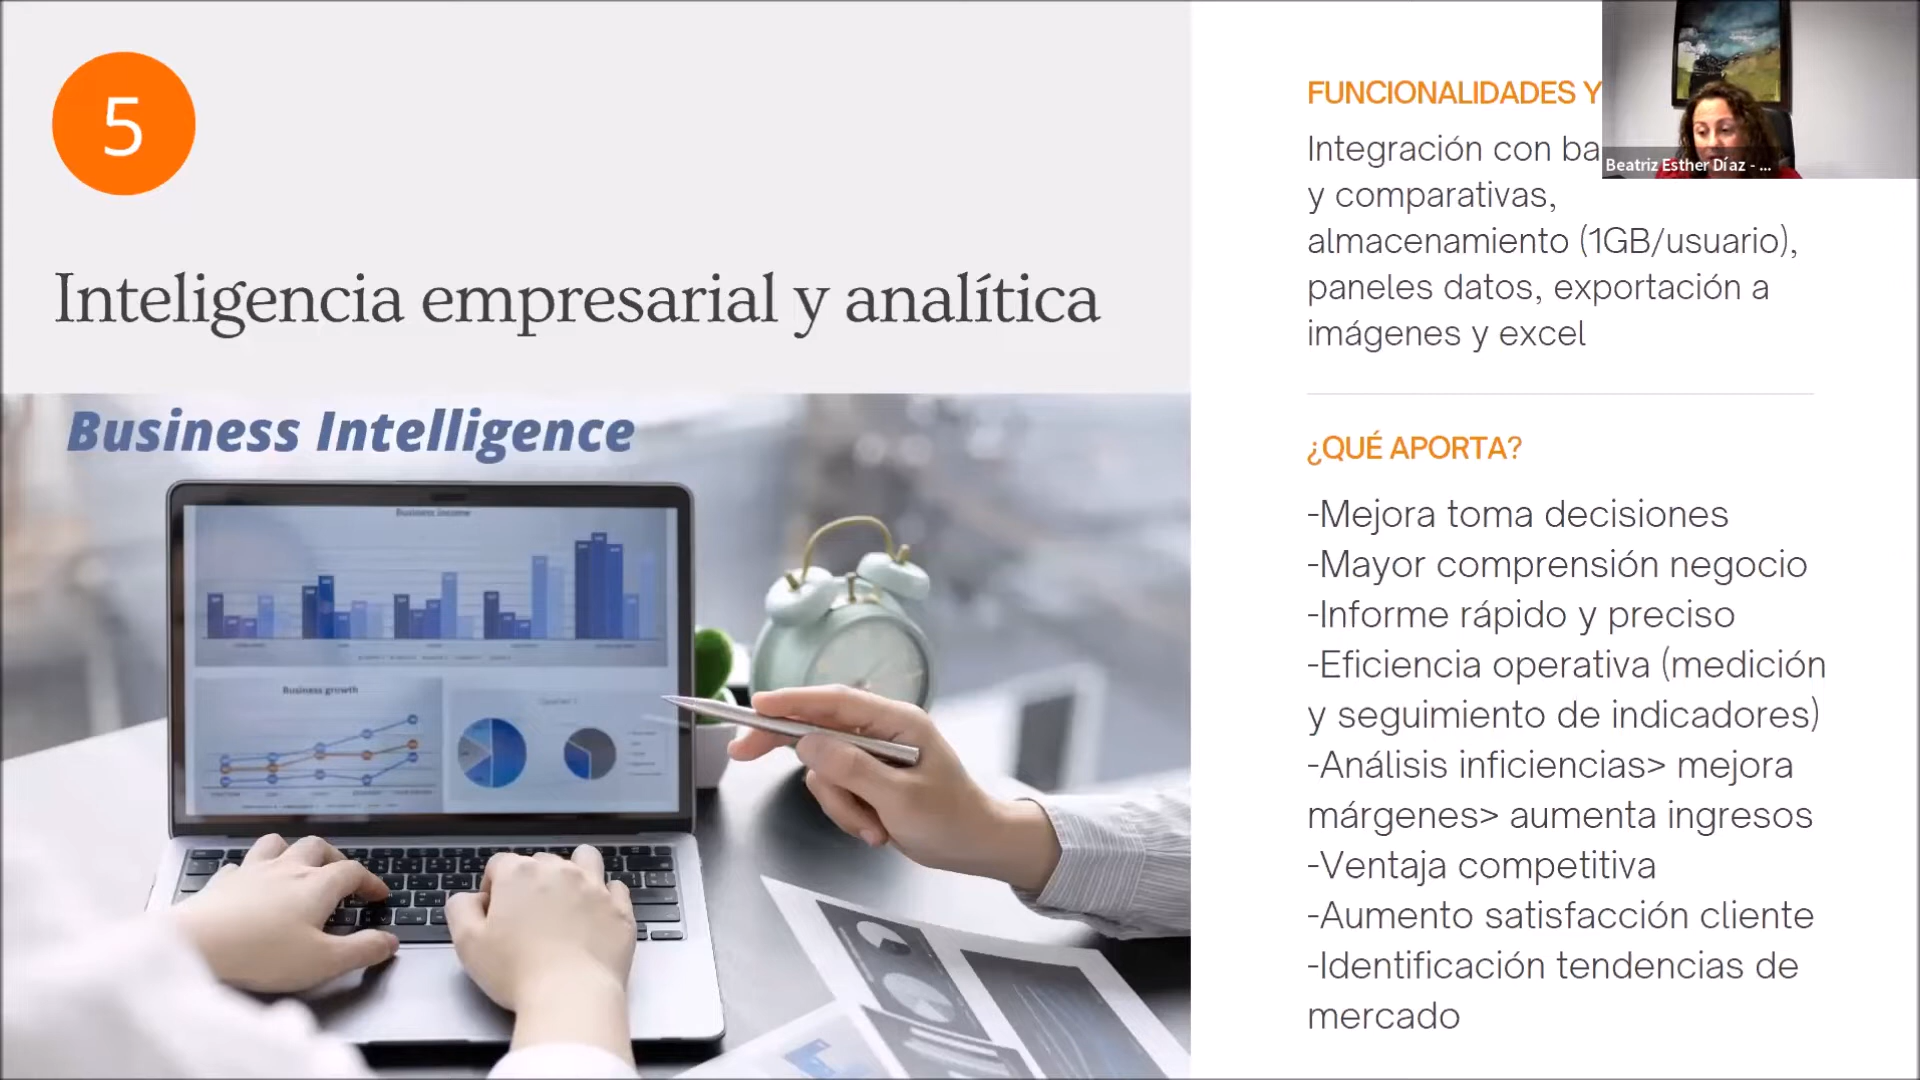 5
Inteligencia empresarial y analítica
Business Intelligence
Business income
Business growth
FUNCIONALIDADES Y
Integración con ba
y comparativas,
almacenamiento (1GB/usuario),
paneles datos, exportación a
imágenes y excel
¿QUÉ APORTA?
-Mejora toma decisiones
-Mayor comprensión negocio
-Informe rápido y preciso
-Eficiencia operativa (medición
y seguimiento de indicadores)
-Análisis inficiencias> mejora
márgenes> aumenta ingresos
-Ventaja competitiva
-Aumento satisfacción cliente
-Identificación tendencias de
mercado
Beatriz Esther Díaz - ...